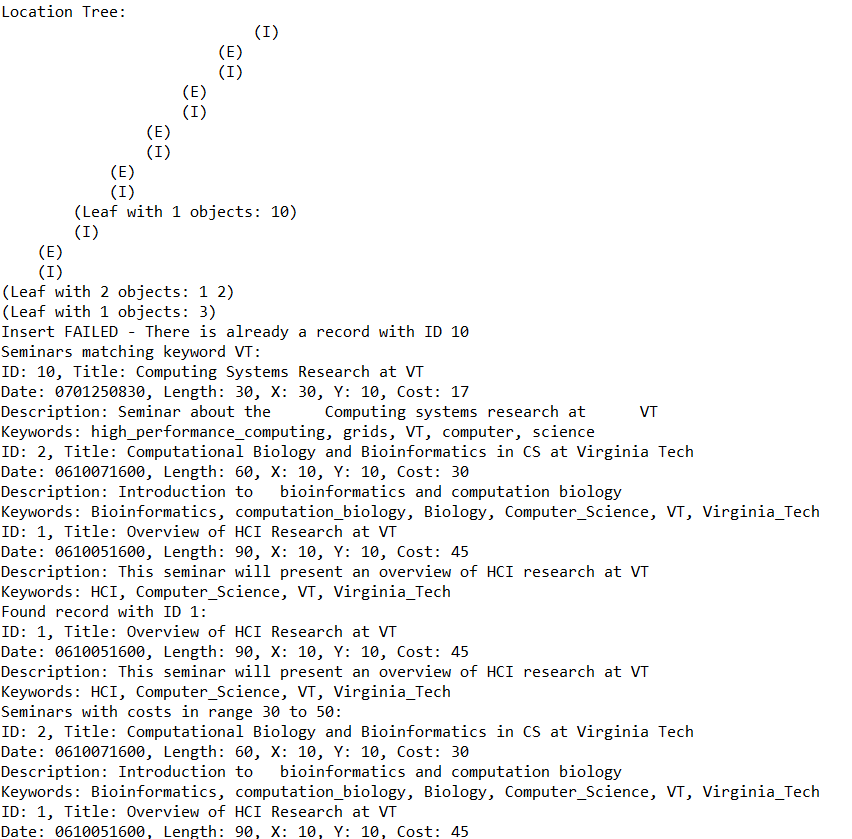 Location Tree:
                            (I)
                        (E)
                        (I)
                    (E)
                    (I)
                (E)
                (I)
            (E)
            (I)
        (Leaf with 1 objects: 10)
        (I)
    (E)
    (I)
(Leaf with 2 objects: 1 2)
(Leaf with 1 objects: 3)
Insert FAILED - There is already a record with ID 10
Seminars matching keyword VT:
ID: 10, Title: Computing Systems Research at VT
Date: 0701250830, Length: 30, X: 30, Y: 10, Cost: 17
Description: Seminar about the      Computing systems research at      VT
Keywords: high_performance_computing, grids, VT, computer, science
ID: 2, Title: Computational Biology and Bioinformatics in CS at Virginia Tech
Date: 0610071600, Length: 60, X: 10, Y: 10, Cost: 30
Description: Introduction to   bioinformatics and computation biology
Keywords: Bioinformatics, computation_biology, Biology, Computer_Science, VT, Virginia_Tech
ID: 1, Title: Overview of HCI Research at VT
Date: 0610051600, Length: 90, X: 10, Y: 10, Cost: 45
Description: This seminar will present an overview of HCI research at VT
Keywords: HCI, Computer_Science, VT, Virginia_Tech
Found record with ID 1:
ID: 1, Title: Overview of HCI Research at VT
Date: 0610051600, Length: 90, X: 10, Y: 10, Cost: 45
Description: This seminar will present an overview of HCI research at VT
Keywords: HCI, Computer_Science, VT, Virginia_Tech
Seminars with costs in range 30 to 50:
ID: 2, Title: Computational Biology and Bioinformatics in CS at Virginia Tech
Date: 0610071600, Length: 60, X: 10, Y: 10, Cost: 30
Description: Introduction to   bioinformatics and computation biology
Keywords: Bioinformatics, computation_biology, Biology, Computer_Science, VT, Virginia_Tech
ID: 1, Title: Overview of HCI Research at VT
Date: 0610051600, Length: 90, X: 10, Y: 10, Cost: 45